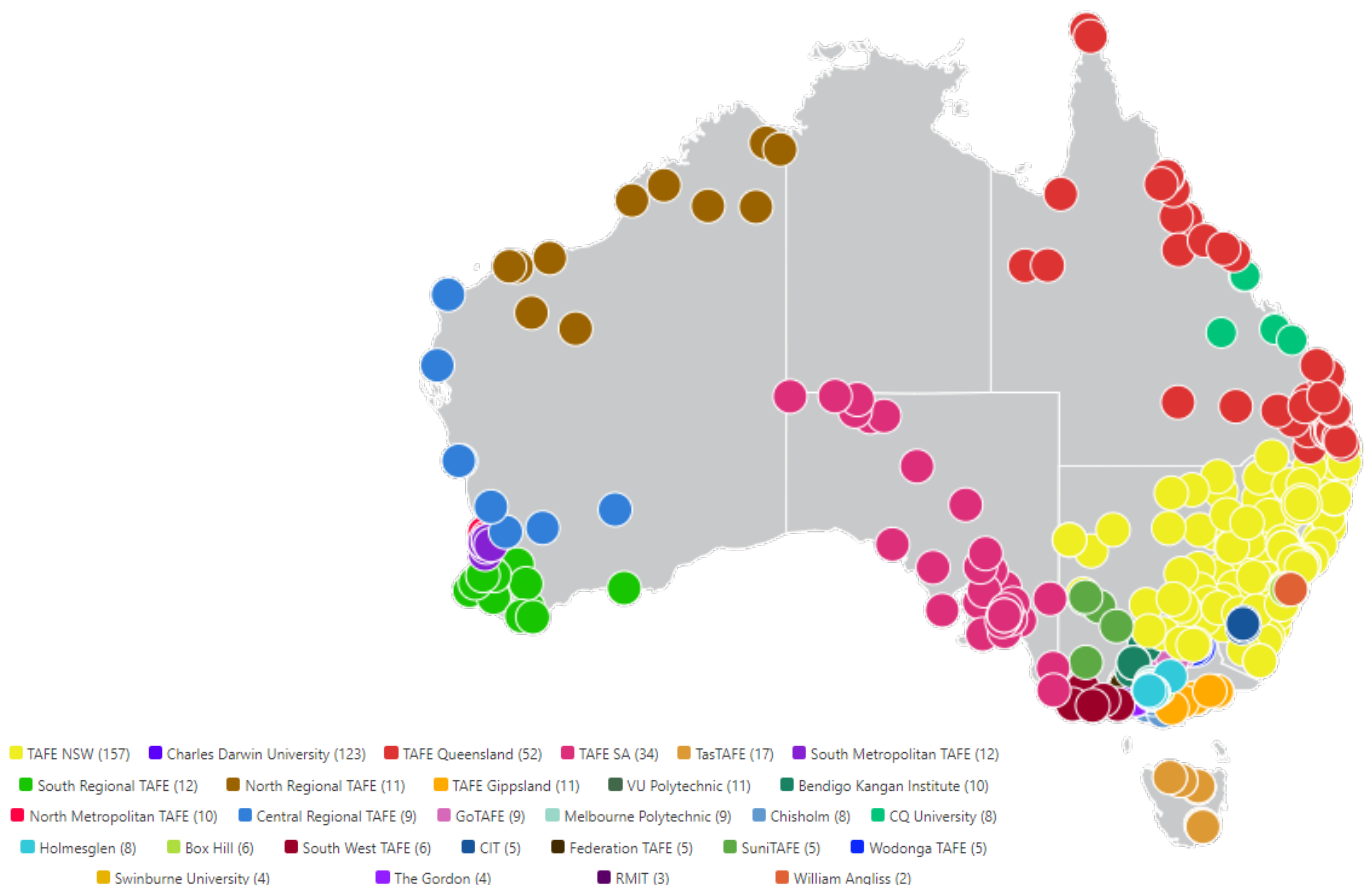 TAFE NSW (157) Charles Darwin University (123) TAFE Queensland (52) TAFE SA (34) TasTAFE (17) South Metropolitan TAFE (12)
South Regional TAFE (12) North Regional TAFE (11) TAFE Gippsland (11) VU Polytechnic (11) Bendigo Kangan Institute (10)
North Metropolitan TAFE (10) Central Regional TAFE (9) GoTAFE (9) Melbourne Polytechnic (9) Chisholm (8) CQ University (8)
Holmesglen (8) Box Hill (6) South West TAFE (6) CIT (5) Federation TAFE (5) SuniTAFE (5) Wodonga TAFE (5)
Swinburne University (4) The Gordon (4) RMIT (3) William Angliss (2)